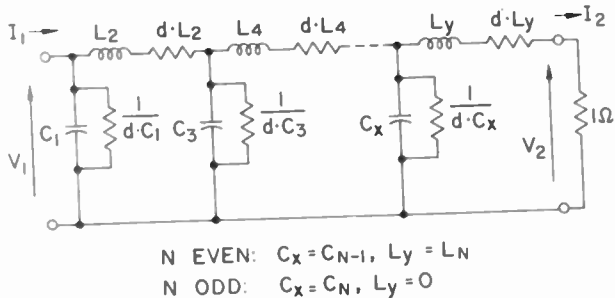 I₁ → L2 d·L2 L4 d·L4 Ly d·Ly → I2
C₁ 1/d·C₁ C3 1/d·C3 Cx 1/d·Cx 1Ω
V₁ V2
N EVEN: Cx = CN-1, Ly = LN
N ODD: Cx = CN, Ly = O